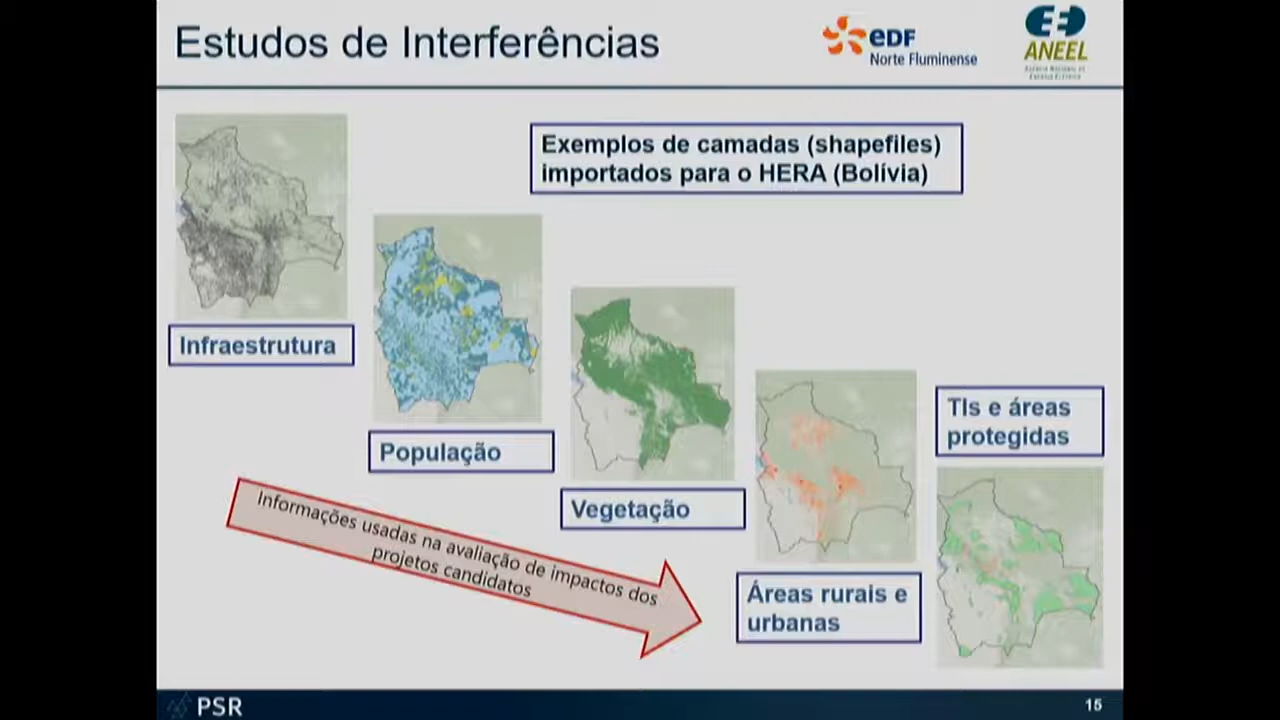 Estudos de Interferências
edf
Norte Fluminense
ANEEL
Exemplos de camadas (shapefiles)
importados para o HERA (Bolívia)
Infraestrutura
População
Vegetação
Áreas rurais e
urbanas
TIs e áreas
protegidas
Informações usadas na avaliação de impactos dos
projetos candidatos
PSR
15